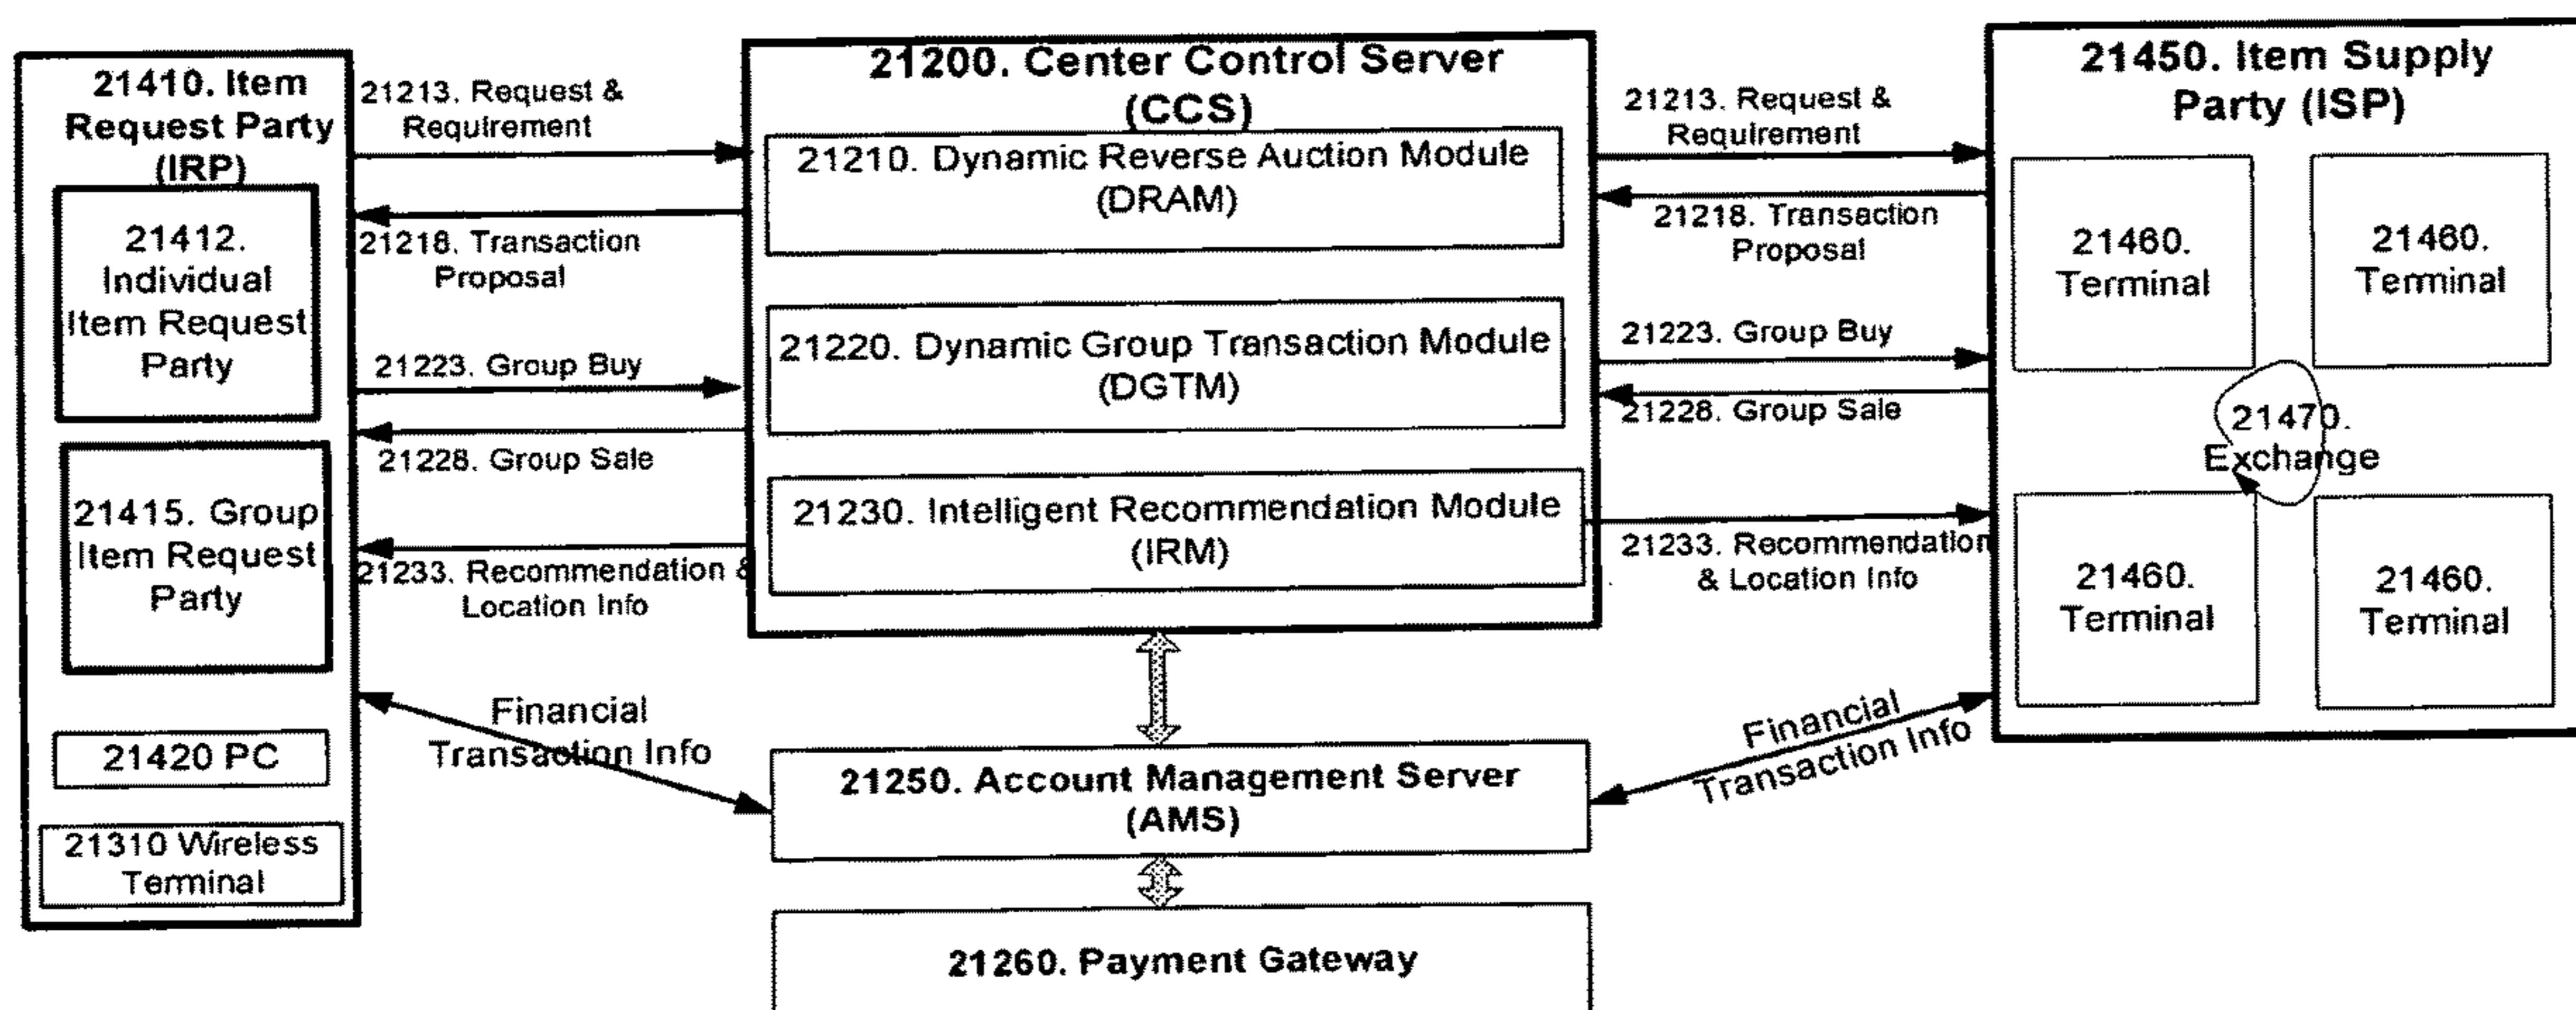 21410. Item
Request Party
(IRP)
21412.
Individual
Item Request
Party
21415. Group
Item Request
Party
21420 PC
21310 Wireless
Terminal
21213. Request &
Requirement
21218. Transaction
Proposal
21223. Group Buy
21228. Group Sale
21233. Recommendation &
Location Info
Financial
Transaction Info
21200. Center Control Server
(CCS)
21210. Dynamic Reverse Auction Module
(DRAM)
21220. Dynamic Group Transaction Module
(DGTM)
21230. Intelligent Recommendation Module
(IRM)
21250. Account Management Server
(AMS)
21260. Payment Gateway
21213. Request &
Requirement
21218. Transaction
Proposal
21223. Group Buy
21228. Group Sale
21233. Recommendation
& Location Info
Financial
Transaction Info
21450. Item Supply
Party (ISP)
21460.
Terminal
21460.
Terminal
21470.
Exchange
21460.
Terminal
21460.
Terminal